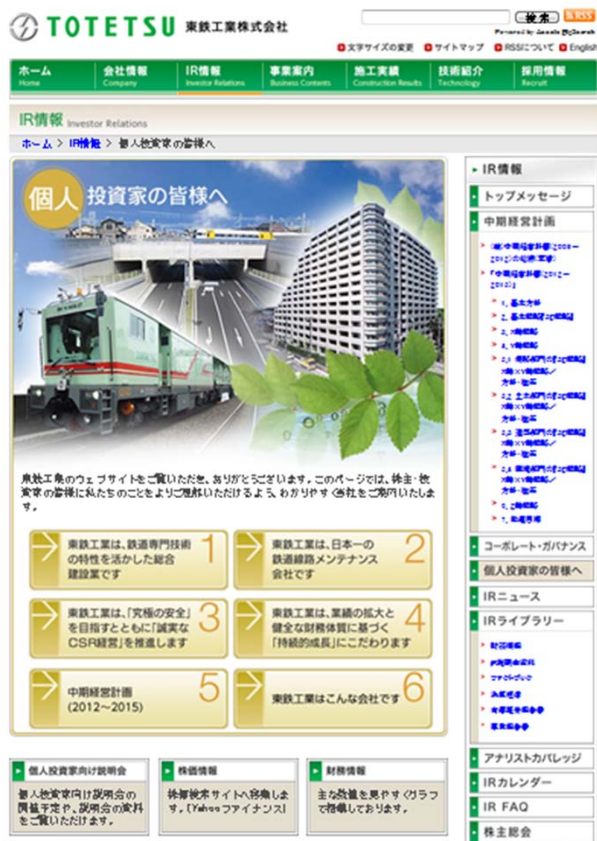 TOTETSU 東鉄工業株式会社
検索 RSS
文字サイズの変更 サイトマップ RSSについて English
ホーム 会社情報 IR情報 事業案内 施工実績 技術紹介 採用情報
Home Company Investor Relations Business Contents Construction Results Technology Recruit
IR情報 Investor Relations
ホーム > IR情報 > 個人投資家の皆様へ
個人 投資家の皆様へ
東鉄工業のウェブサイトをご覧いただき、ありがとうございます。このページでは、株主・投
資家の皆様に私たちのことをよりご理解いただけるよう、わかりやすく当社をご案内いたしま
す。
東鉄工業は、鉄道専門技術
の特性を活かした総合
建設業です
1
東鉄工業は、日本一の
鉄道線路メンテナンス
会社です
2
東鉄工業は、「究極の安全」
を目指すとともに「誠実な
CSR経営」を推進します
3
東鉄工業は、業績の拡大と
健全な財務体質に基づく
「持続的成長」にこだわります
4
中期経営計画
(2012～2015)
5
東鉄工業はこんな会社です
6
個人投資家向け説明会
個人投資家向け説明会の
開催予定や、説明会の資料
をご覧いただけます。
株価情報
株価検索サイトへ移動しま
す。[Yahooファイナンス]
財務情報
主な数値を見やすくグラフ
で掲載しております。
IR情報
トップメッセージ
中期経営計画
コーポレート・ガバナンス
個人投資家の皆様へ
IRニュース
IRライブラリー
財務情報
決算関連資料
ファクトブック
アナリストカバレッジ
IRカレンダー
IR FAQ
株主総会